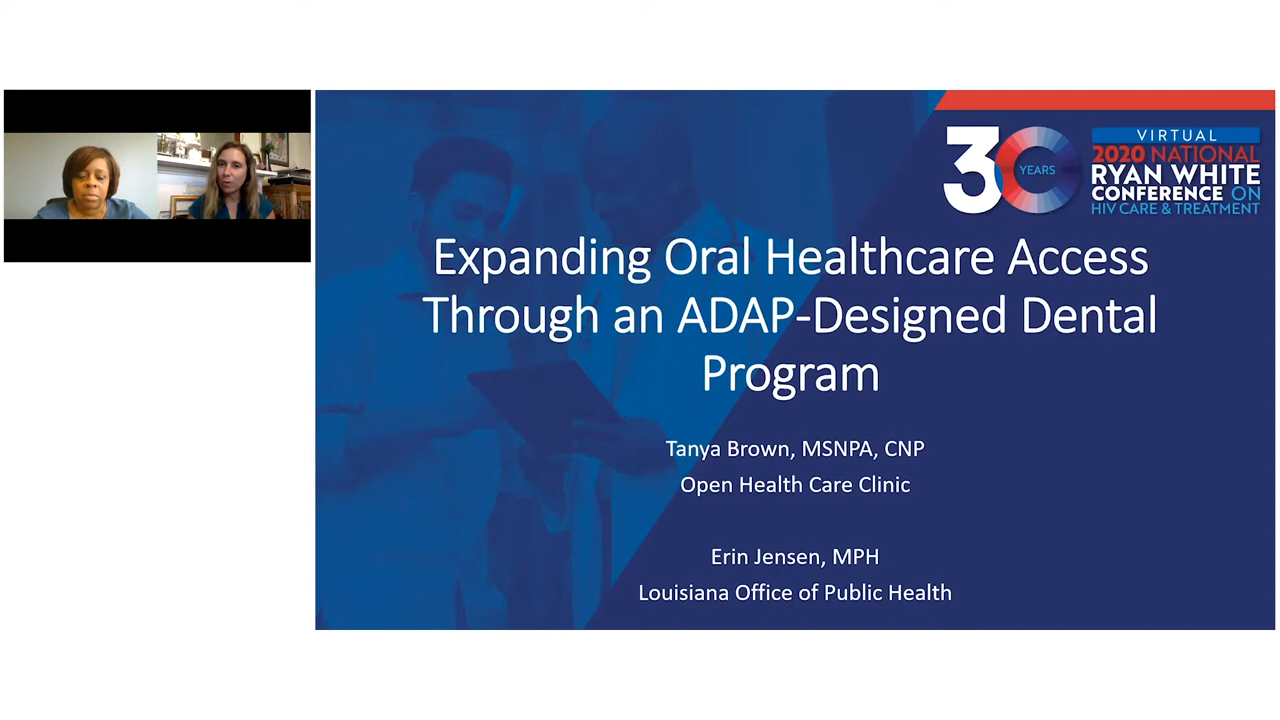 30 YEARS
VIRTUAL
2020 NATIONAL
RYAN WHITE
CONFERENCE ON
HIV CARE & TREATMENT
Expanding Oral Healthcare Access
Through an ADAP-Designed Dental
Program
Tanya Brown, MSNPA, CNP
Open Health Care Clinic
Erin Jensen, MPH
Louisiana Office of Public Health